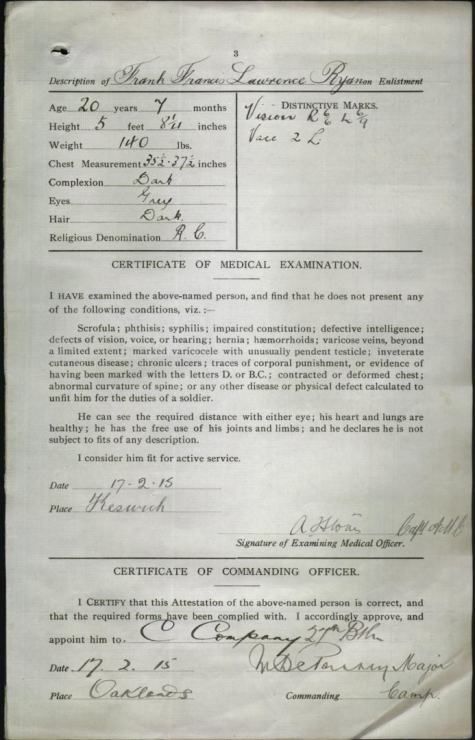 3
Description of Frank Francis Lawrence Ryan on Enlistment
Age 20 years 7 months
Height 5 feet 8¼ inches
Weight 140 lbs.
Chest Measurement 35½-37½ inches
Complexion Dark
Eyes Grey
Hair Dark
Religious Denomination R.C.
DISTINCTIVE MARKS.
Vision R 6/6 L 6/9
Vacc 2 L
CERTIFICATE OF MEDICAL EXAMINATION.
I HAVE examined the above-named person, and find that he does not present any
of the following conditions, viz.:—
Scrofula; phthisis; syphilis; impaired constitution; defective intelligence;
defects of vision, voice, or hearing; hernia; hæmorrhoids; varicose veins, beyond
a limited extent; marked varicocele with unusually pendent testicle; inveterate
cutaneous disease; chronic ulcers; traces of corporal punishment, or evidence of
having been marked with the letters D. or B.C.; contracted or deformed chest;
abnormal curvature of spine; or any other disease or physical defect calculated to
unfit him for the duties of a soldier.
He can see the required distance with either eye; his heart and lungs are
healthy; he has the free use of his joints and limbs; and he declares he is not
subject to fits of any description.
I consider him fit for active service.
Date 17-2-15
Place Keswick
Capt
Signature of Examining Medical Officer.
CERTIFICATE OF COMMANDING OFFICER.
I CERTIFY that this Attestation of the above-named person is correct, and
that the required forms have been complied with. I accordingly approve, and
appoint him to C Company 27th Btn
Date 17.2.15 Major
Place Oaklands Commanding Camp.